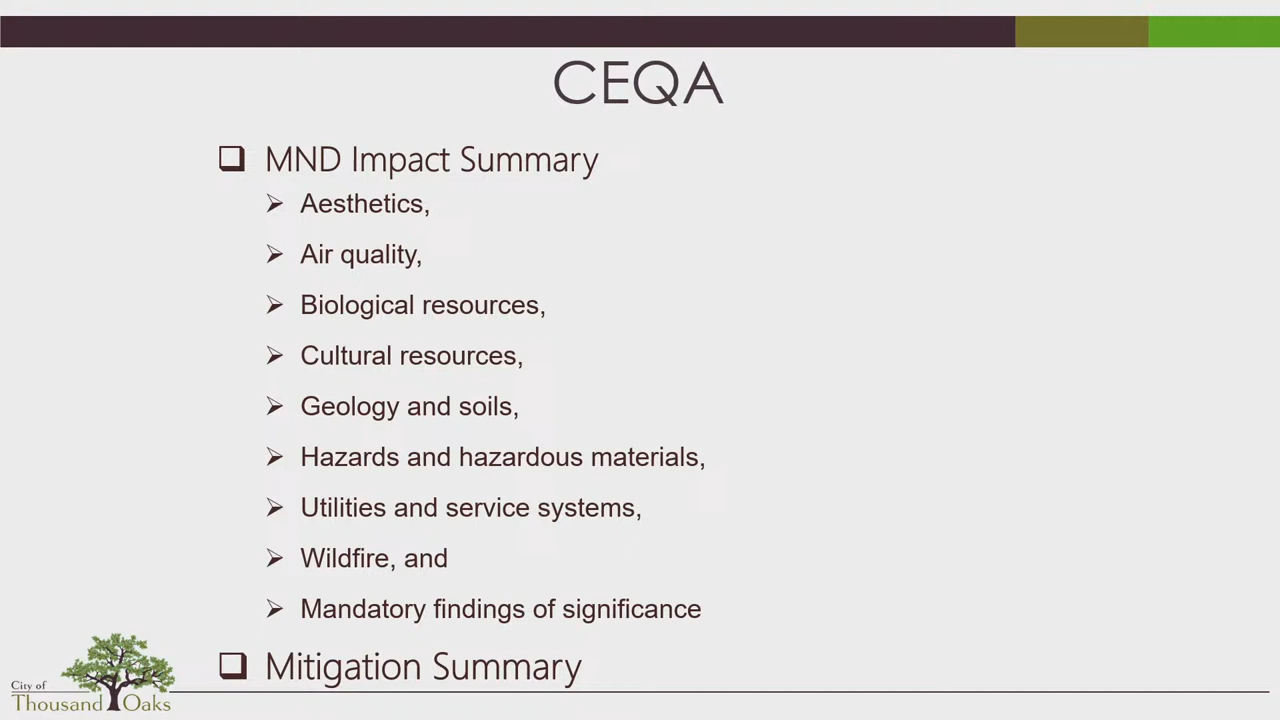 CEQA
MND Impact Summary
Aesthetics,
Air quality,
Biological resources,
Cultural resources,
Geology and soils,
Hazards and hazardous materials,
Utilities and service systems,
Wildfire, and
Mandatory findings of significance
Mitigation Summary
City of
Thousand Oaks